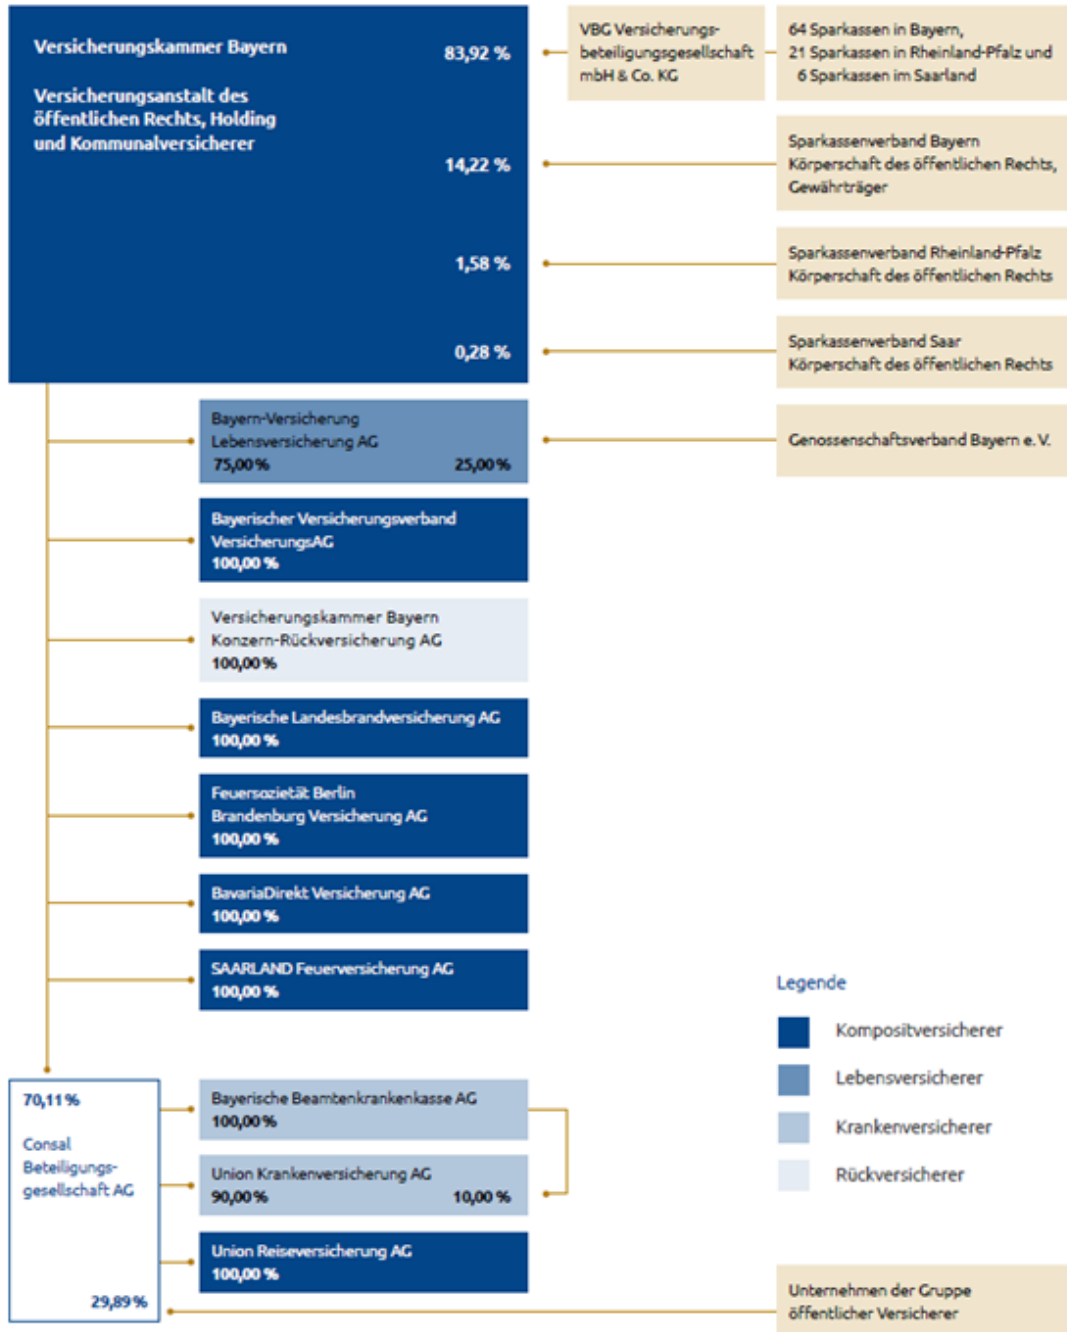 Versicherungskammer Bayern
83,92 %
Versicherungsanstalt des
öffentlichen Rechts, Holding
und Kommunalversicherer
14,22 %
1,58 %
0,28 %
VBG Versicherungs-
beteiligungsgesellschaft
mbH & Co. KG
64 Sparkassen in Bayern,
21 Sparkassen in Rheinland-Pfalz und
6 Sparkassen im Saarland
Sparkassenverband Bayern
Körperschaft des öffentlichen Rechts,
Gewährträger
Sparkassenverband Rheinland-Pfalz
Körperschaft des öffentlichen Rechts
Sparkassenverband Saar
Körperschaft des öffentlichen Rechts
Bayern-Versicherung
Lebensversicherung AG
75,00 % 25,00 %
Genossenschaftsverband Bayern e. V.
Bayerischer Versicherungsverband
VersicherungsAG
100,00 %
Versicherungskammer Bayern
Konzern-Rückversicherung AG
100,00 %
Bayerische Landesbrandversicherung AG
100,00 %
Feuersozietät Berlin
Brandenburg Versicherung AG
100,00 %
BavariaDirekt Versicherung AG
100,00 %
SAARLAND Feuerversicherung AG
100,00 %
Legende
Kompositversicherer
Lebensversicherer
Krankenversicherer
Rückversicherer
70,11 %
Consal
Beteiligungs-
gesellschaft AG
29,89 %
Bayerische Beamtenkrankenkasse AG
100,00 %
Union Krankenversicherung AG
90,00 % 10,00 %
Union Reiseversicherung AG
100,00 %
Unternehmen der Gruppe
öffentlicher Versicherer